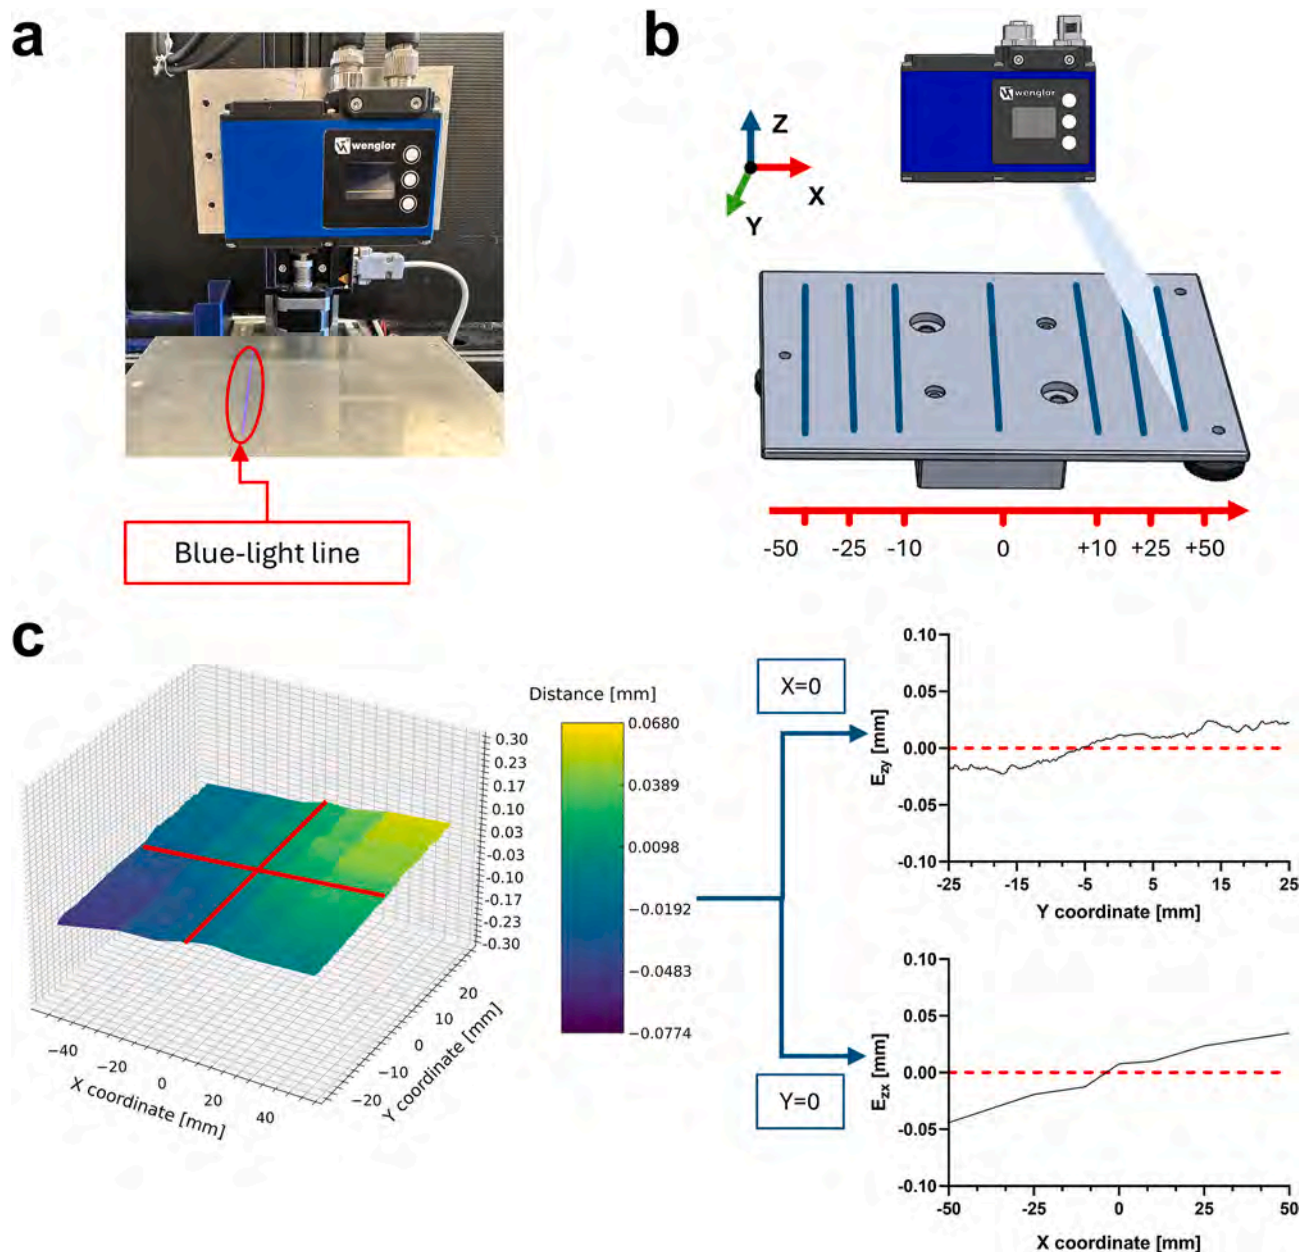 a
wenglor
Blue-light line
b
wenglor
Z
X
Y
-50 -25 -10 0 +10 +25 +50
c
Distance [mm]
0.0680
0.0389
0.0098
−0.0192
−0.0483
−0.0774
0.30
0.23
0.17
0.10
0.03
-0.03
-0.10
-0.17
-0.23
-0.30
−40 −20 0 20 40
X coordinate [mm]
−20 −10 0 10 20
Y coordinate [mm]
X=0
Y=0
0.10
0.05
0.00
-0.05
-0.10
Ezy [mm]
-25 -15 -5 5 15 25
Y coordinate [mm]
0.10
0.05
0.00
-0.05
-0.10
Ezx [mm]
-50 -25 0 25 50
X coordinate [mm]